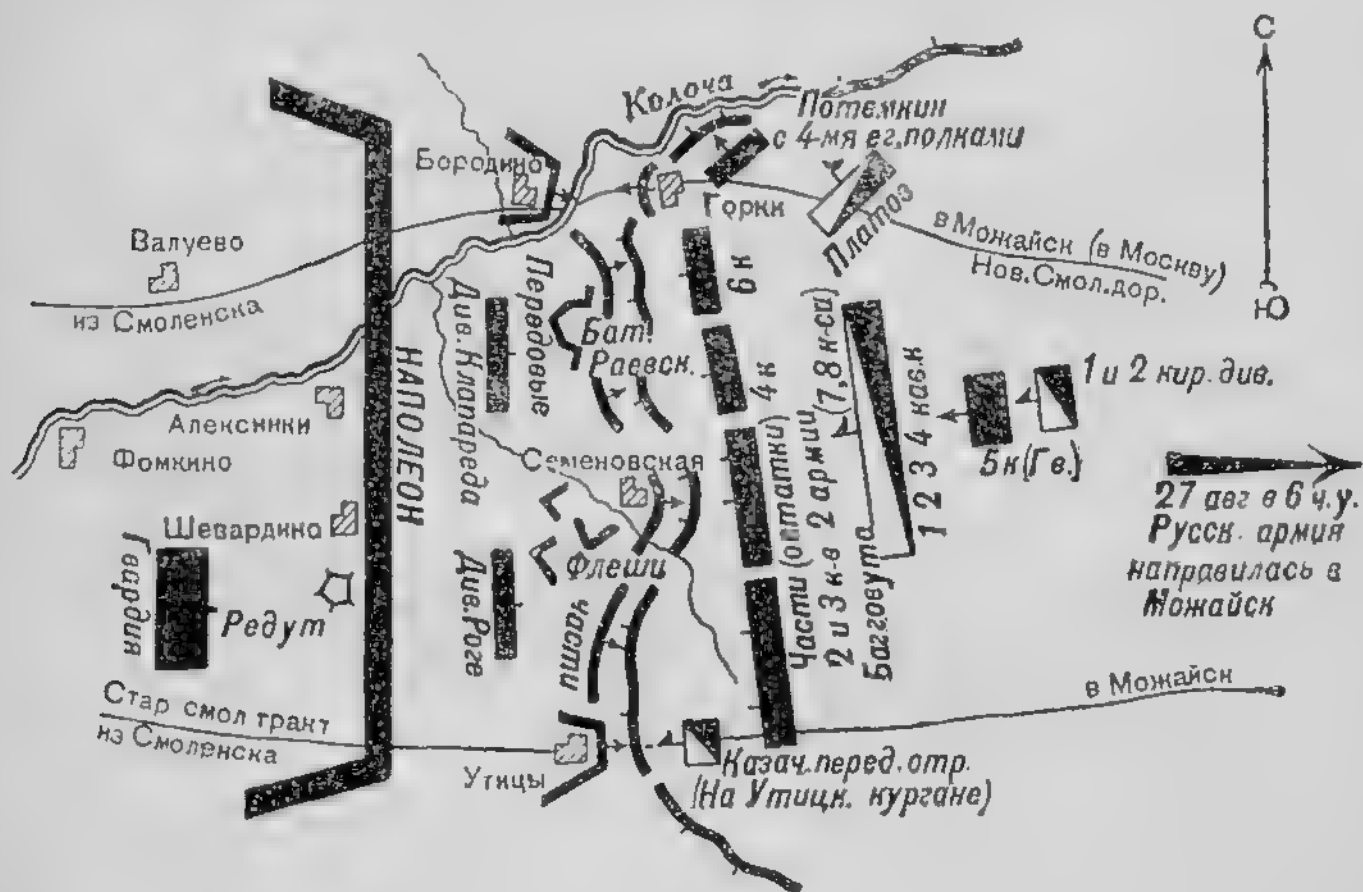 С
Ю
Колоча
Потемкин
с 4-мя ег.полками
Бородино
Горки
Платоз
в Можайск (в Москву)
Нов.Смол.дор.
Валуево
из Смоленска
НАПОЛЕОН
Див.Клапареда
Передовые
Бат.
Раевск.
6 к
4 к
Части (остатки) (7,8 к-са)
2 и 3 к-в 2 армии
Багговута
1 2 3 4 кав.к
5к(Гв.)
1 и 2 кир.див.
Алексинки
Фомкино
Семеновская
27 авг в 6 ч.у.
Русск. армия
направилась в
Можайск
Шевардино
Гвардия
Редут
Див.Роге
Флеши
части
Стар смол тракт
из Смоленска
Утицы
Казач.перед.отр.
(На Утицк. кургане)
в Можайск